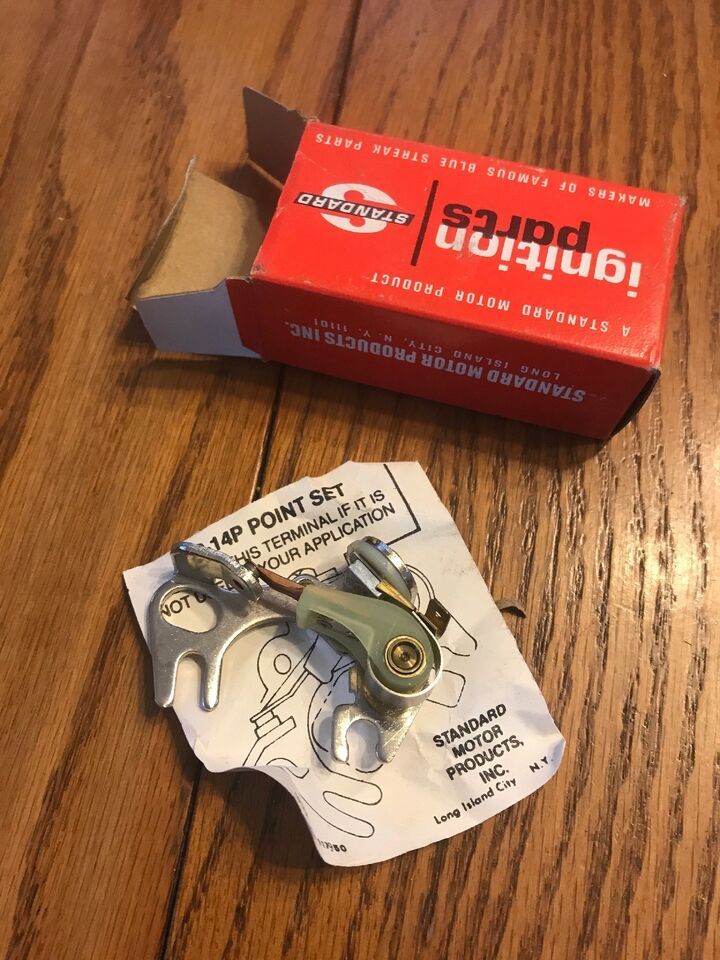 MAKERS OF FAMOUS BLUE STREAK PARTS
S
STANDARD
ignition
parts
A STANDARD MOTOR PRODUCT
STANDARD MOTOR PRODUCTS INC.
LONG ISLAND CITY, N.Y. 11101
14P POINT SET
THIS TERMINAL IF IT IS
NOT YOUR APPLICATION
STANDARD
MOTOR
PRODUCTS,
INC.
Long Island City N.Y.